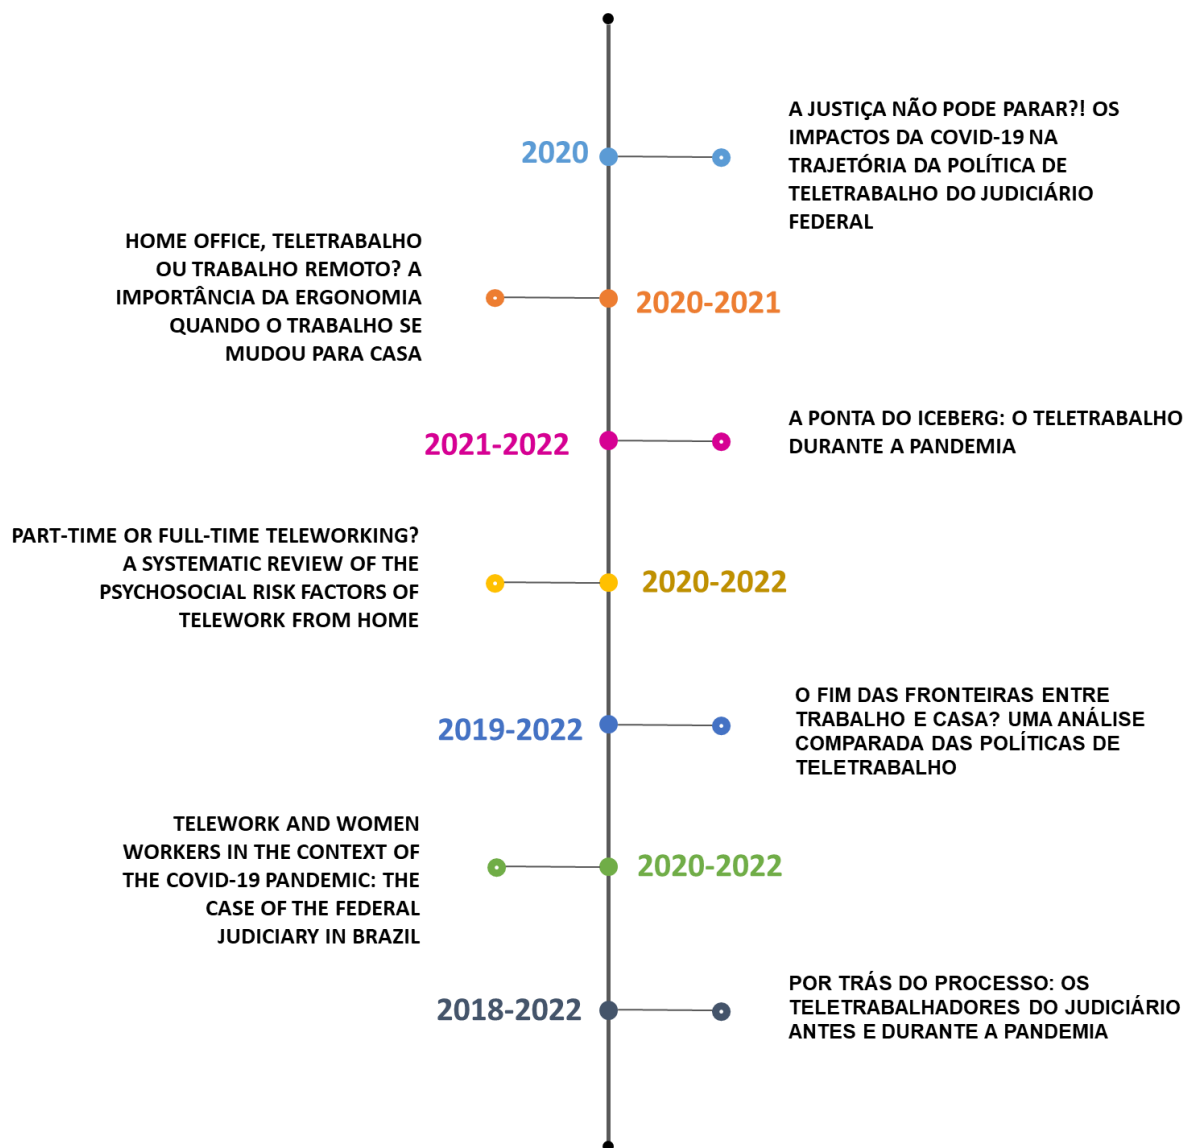 2020
A JUSTIÇA NÃO PODE PARAR?! OS
IMPACTOS DA COVID-19 NA
TRAJETÓRIA DA POLÍTICA DE
TELETRABALHO DO JUDICIÁRIO
FEDERAL
HOME OFFICE, TELETRABALHO
OU TRABALHO REMOTO? A
IMPORTÂNCIA DA ERGONOMIA
QUANDO O TRABALHO SE
MUDOU PARA CASA
2020-2021
2021-2022
A PONTA DO ICEBERG: O TELETRABALHO
DURANTE A PANDEMIA
PART-TIME OR FULL-TIME TELEWORKING?
A SYSTEMATIC REVIEW OF THE
PSYCHOSOCIAL RISK FACTORS OF
TELEWORK FROM HOME
2020-2022
2019-2022
O FIM DAS FRONTEIRAS ENTRE
TRABALHO E CASA? UMA ANÁLISE
COMPARADA DAS POLÍTICAS DE
TELETRABALHO
TELEWORK AND WOMEN
WORKERS IN THE CONTEXT OF
THE COVID-19 PANDEMIC: THE
CASE OF THE FEDERAL
JUDICIARY IN BRAZIL
2020-2022
2018-2022
POR TRÁS DO PROCESSO: OS
TELETRABALHADORES DO JUDICIÁRIO
ANTES E DURANTE A PANDEMIA